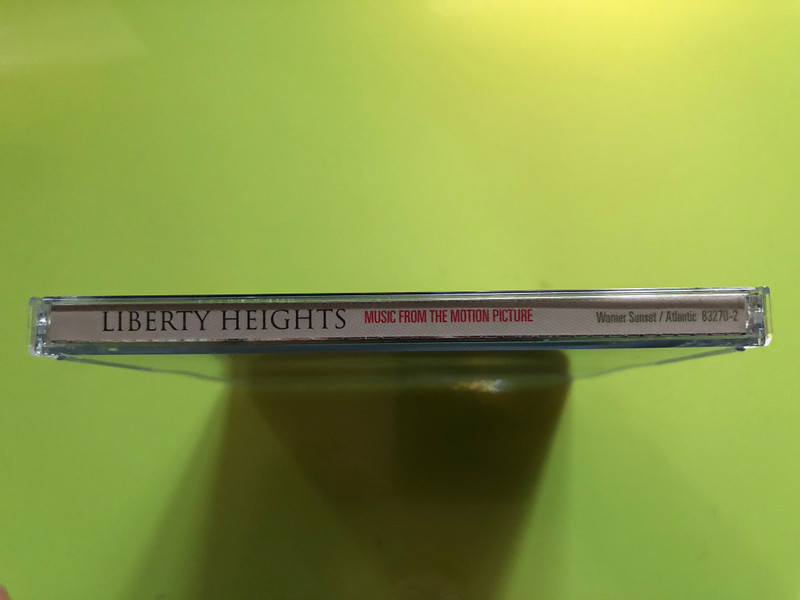 LIBERTY HEIGHTS MUSIC FROM THE MOTION PICTURE Warner Sunset / Atlantic 83270-2